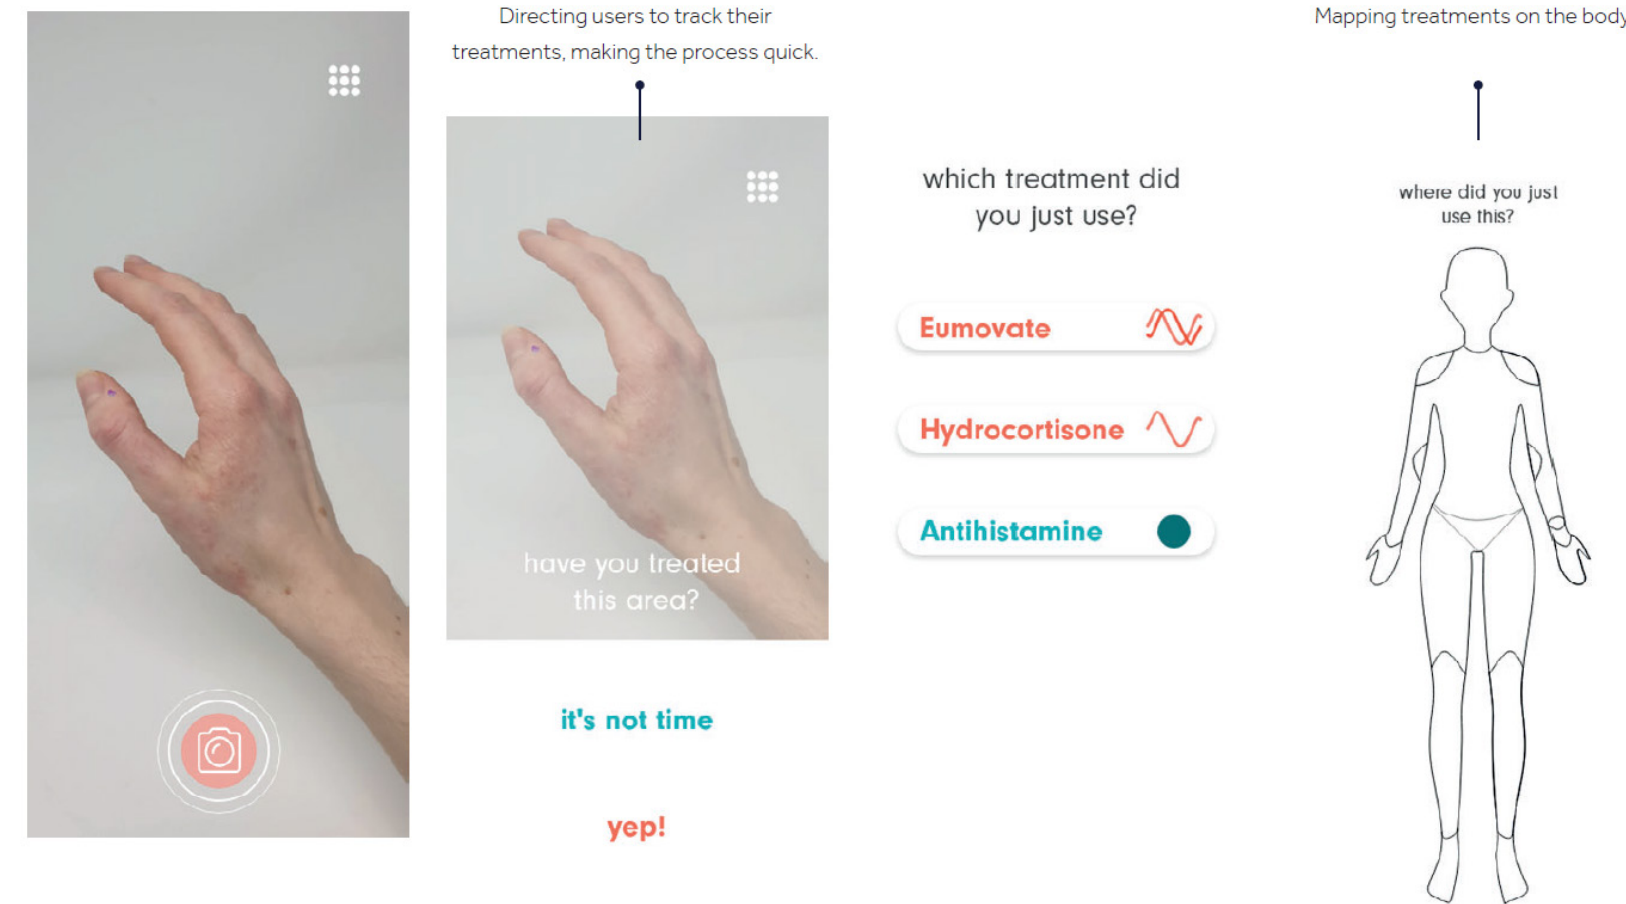 Directing users to track their
treatments, making the process quick.
have you treated
this area?
it's not time
yep!
which treatment did
you just use?
Eumovate
Hydrocortisone
Antihistamine
Mapping treatments on the body
where did you just
use this?